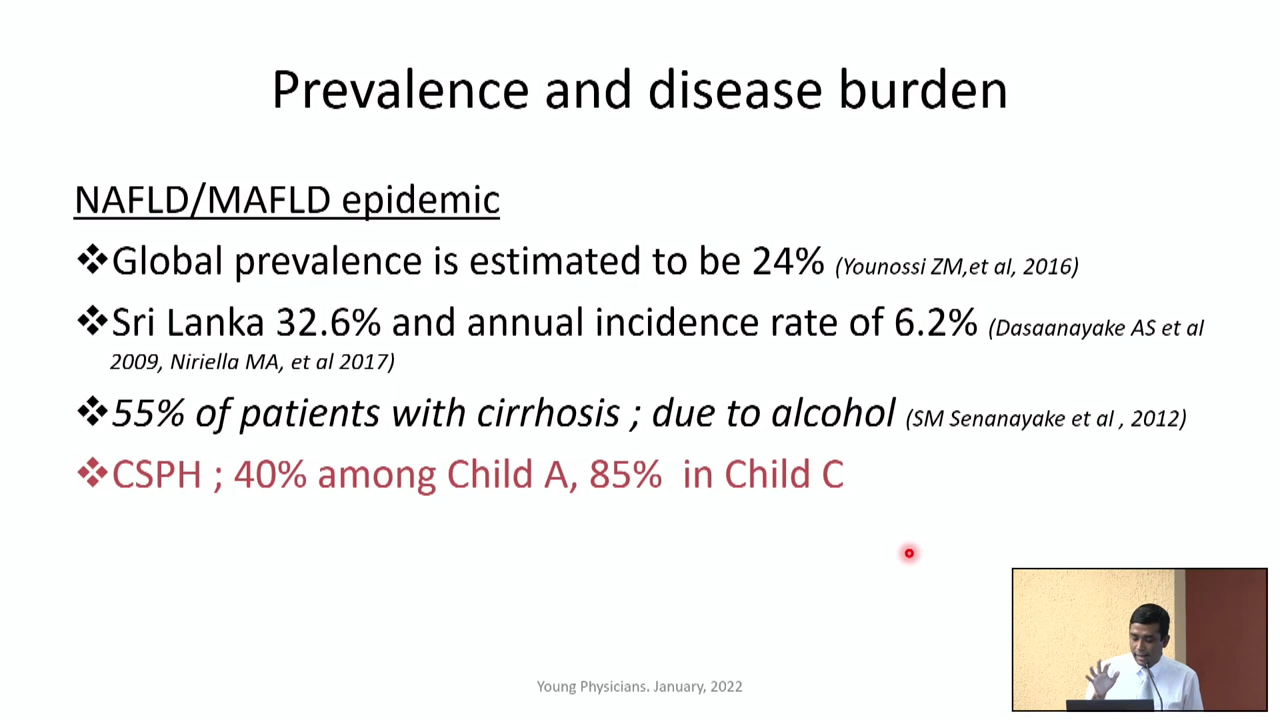 Prevalence and disease burden
NAFLD/MAFLD epidemic
❖Global prevalence is estimated to be 24% (Younossi ZM,et al, 2016)
❖Sri Lanka 32.6% and annual incidence rate of 6.2% (Dasaanayake AS et al
2009, Niriella MA, et al 2017)
❖55% of patients with cirrhosis ; due to alcohol (SM Senanayake et al , 2012)
❖CSPH ; 40% among Child A, 85%  in Child C
Young Physicians. January, 2022